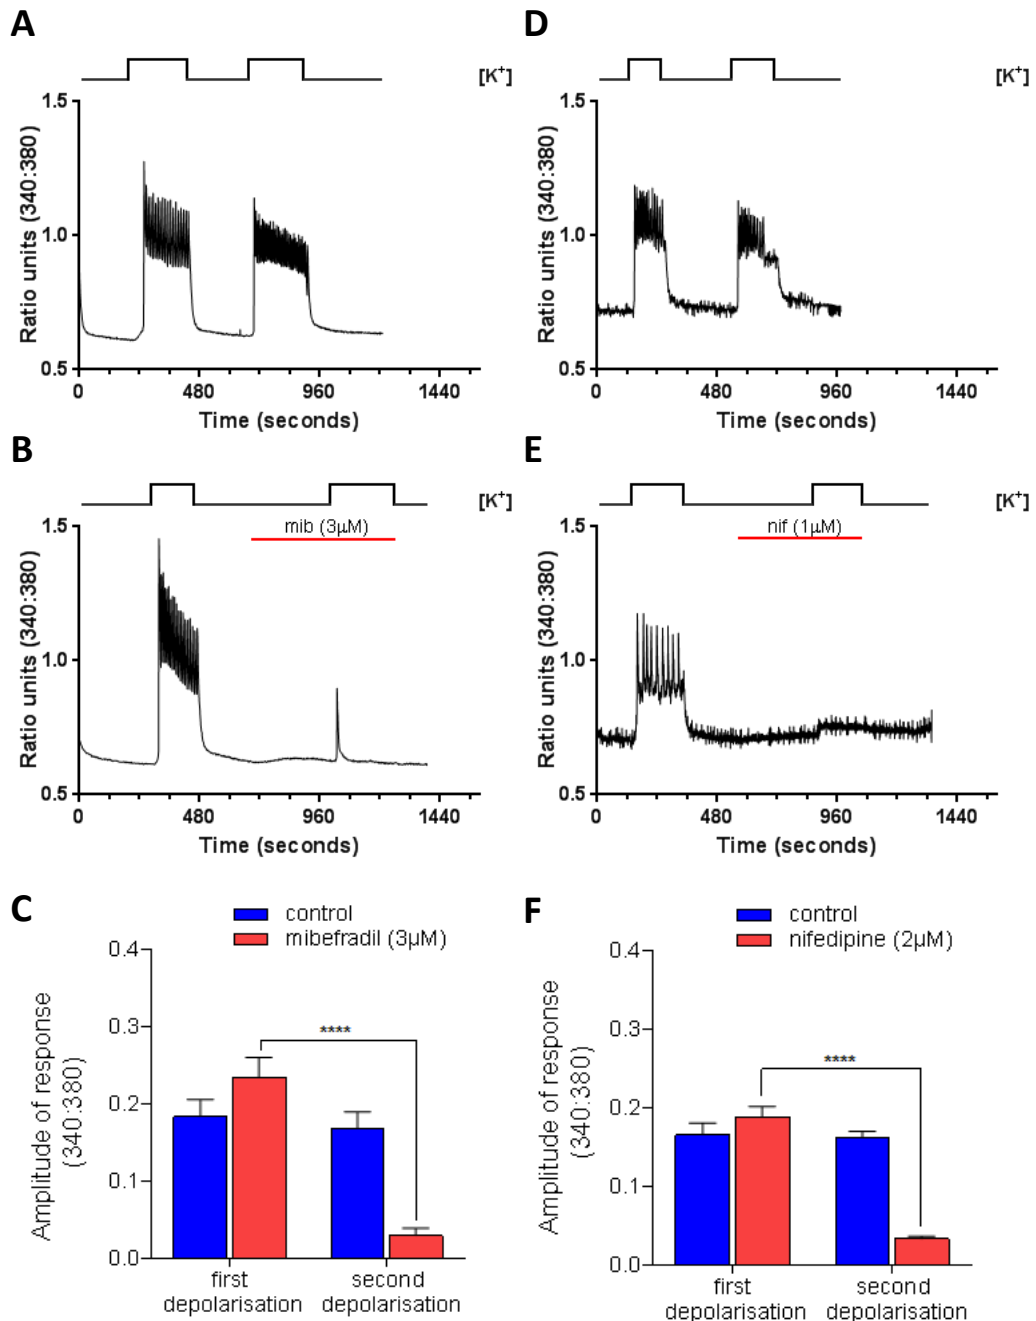 A
[K+]
Ratio units (340:380)
1.5
1.0
0.5
0 480 960 1440
Time (seconds)
B
[K+]
mib (3µM)
Ratio units (340:380)
1.5
1.0
0.5
0 480 960 1440
Time (seconds)
C
control
mibefradil (3µM)
Amplitude of response
(340:380)
0.4
0.3
0.2
0.1
0.0
****
first
depolarisation
second
depolarisation
D
[K+]
Ratio units (340:380)
1.5
1.0
0.5
0 480 960 1440
Time (seconds)
E
[K+]
nif (1µM)
Ratio units (340:380)
1.5
1.0
0.5
0 480 960 1440
Time (seconds)
F
control
nifedipine (2µM)
Amplitude of response
(340:380)
0.4
0.3
0.2
0.1
0.0
****
first
depolarisation
second
depolarisation